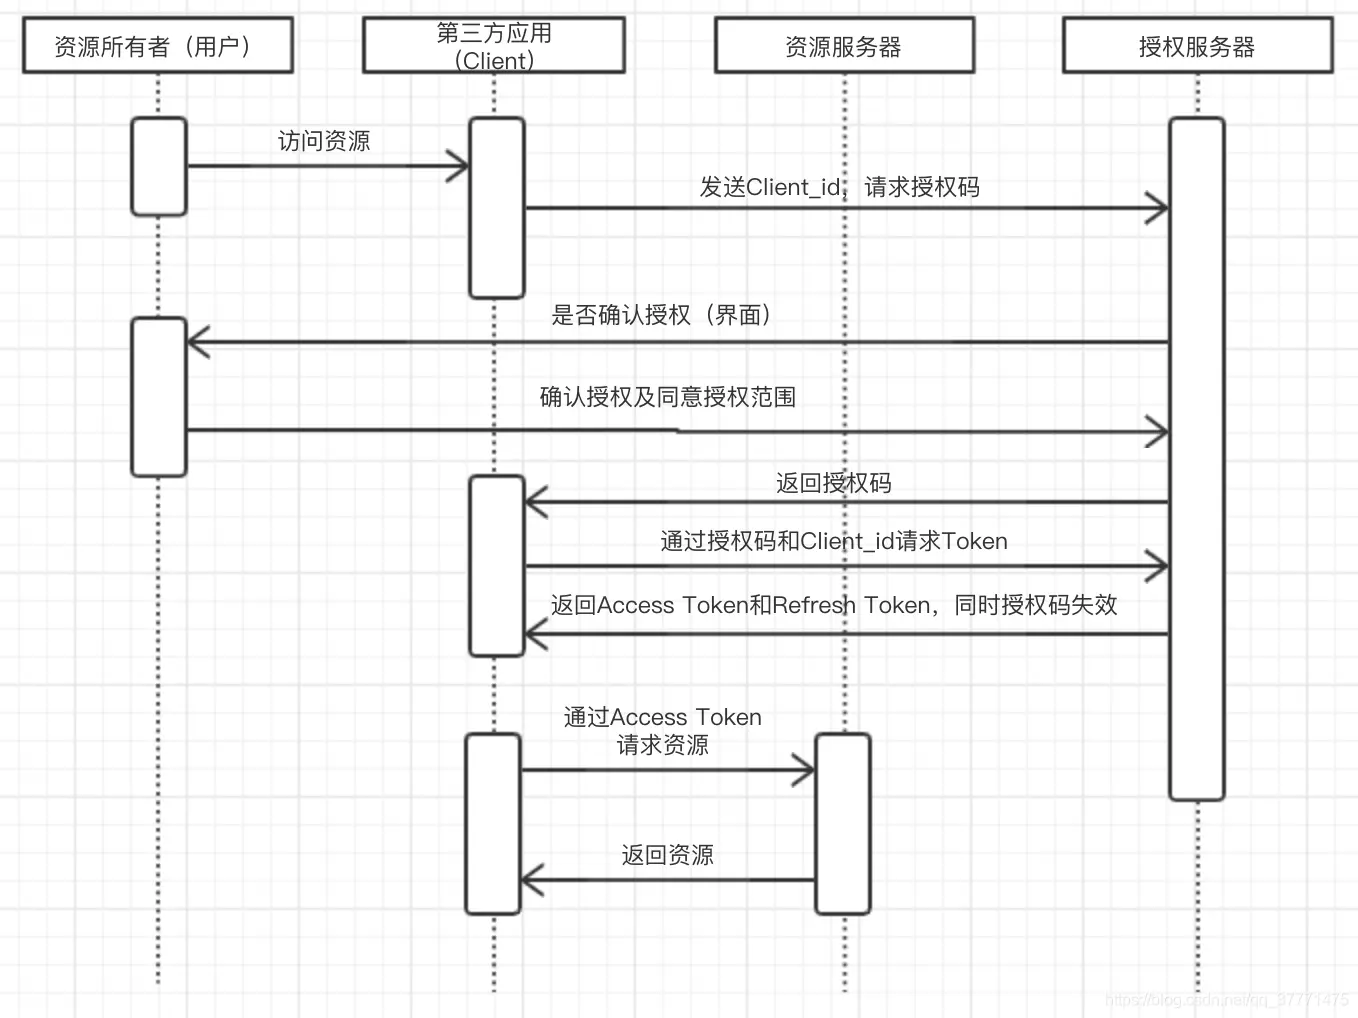 资源所有者（用户）
第三方应用
（Client）
资源服务器
授权服务器
访问资源
发送Client_id，请求授权码
是否确认授权（界面）
确认授权及同意授权范围
返回授权码
通过授权码和Client_id请求Token
返回Access Token和Refresh Token，同时授权码失效
通过Access Token
请求资源
返回资源
https://blog.csdn.net/qq_37771475